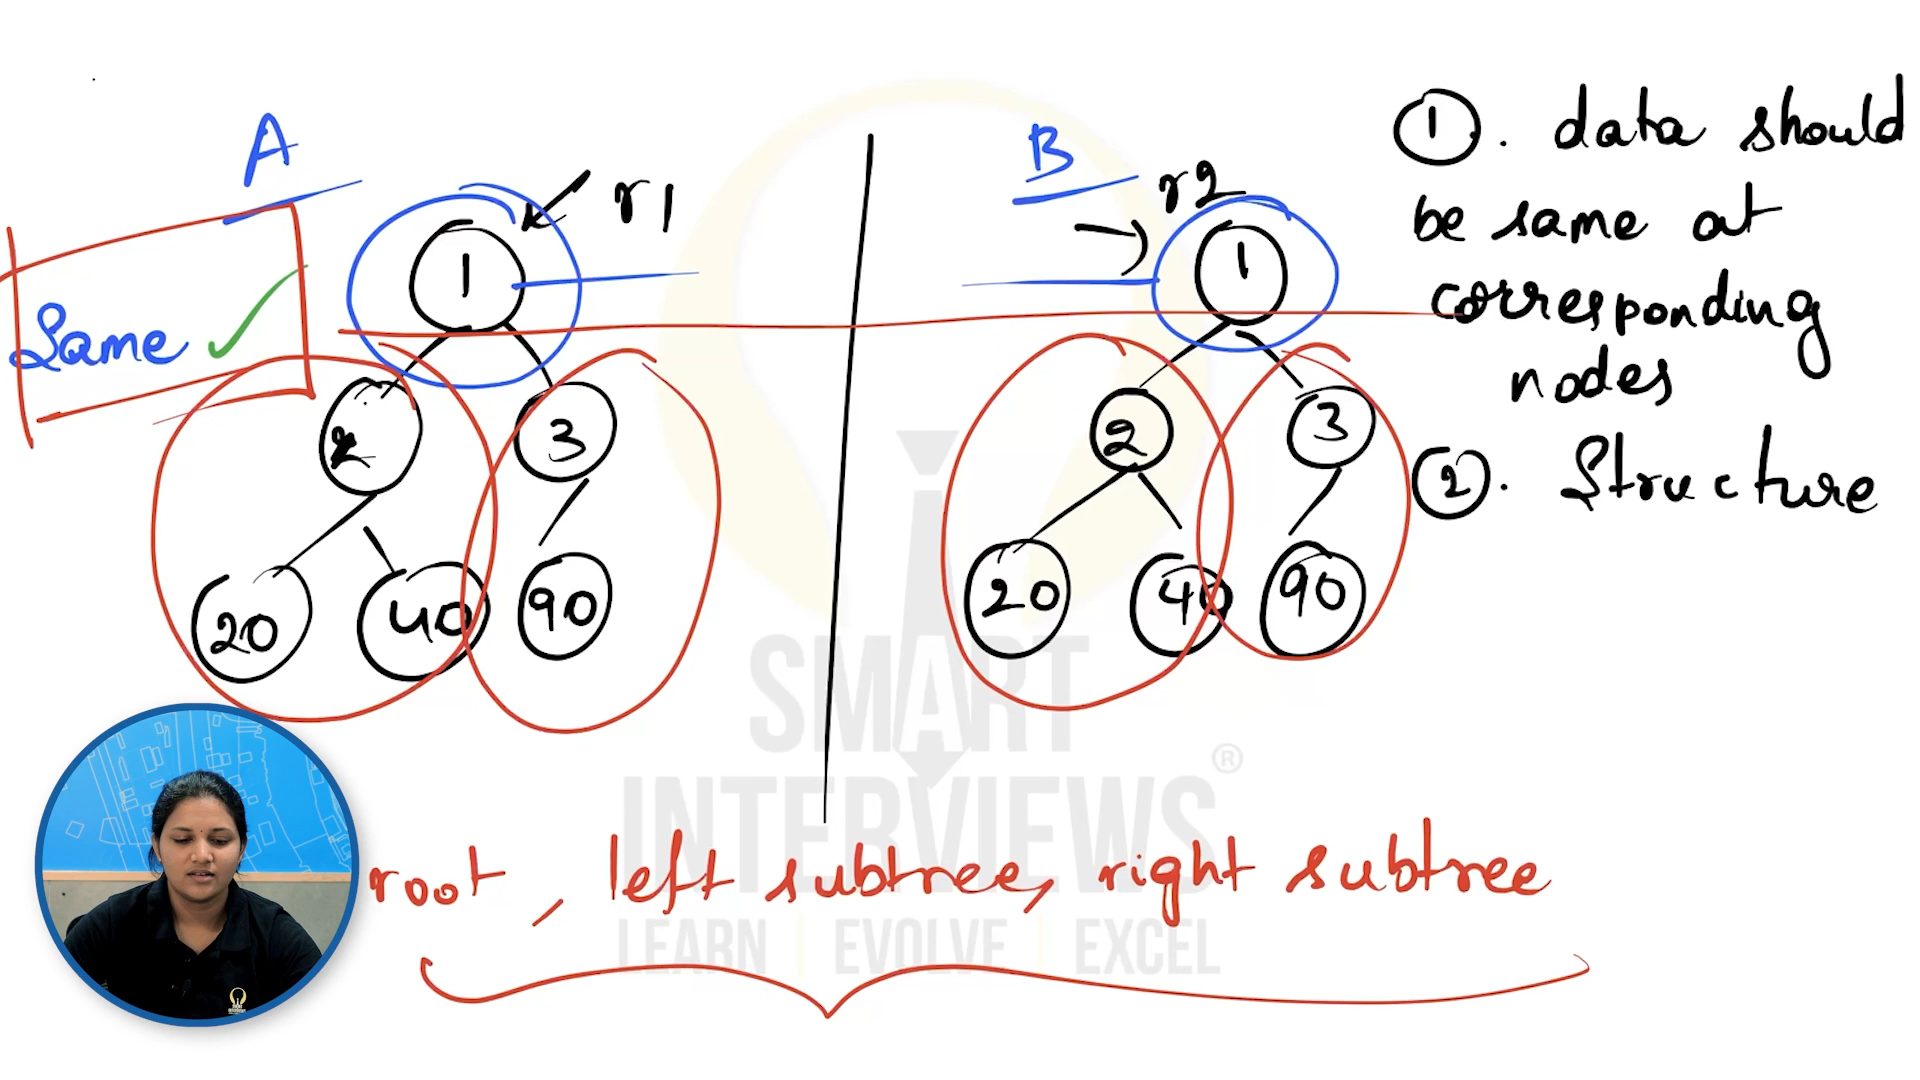 A
B
r1
r2
1
1
Same
2
3
2
3
20
40
90
20
40
90
1. data should
be same at
corresponding
nodes
2. Structure
SMART
INTERVIEWS®
LEARN | EVOLVE | EXCEL
root, left subtree, right subtree